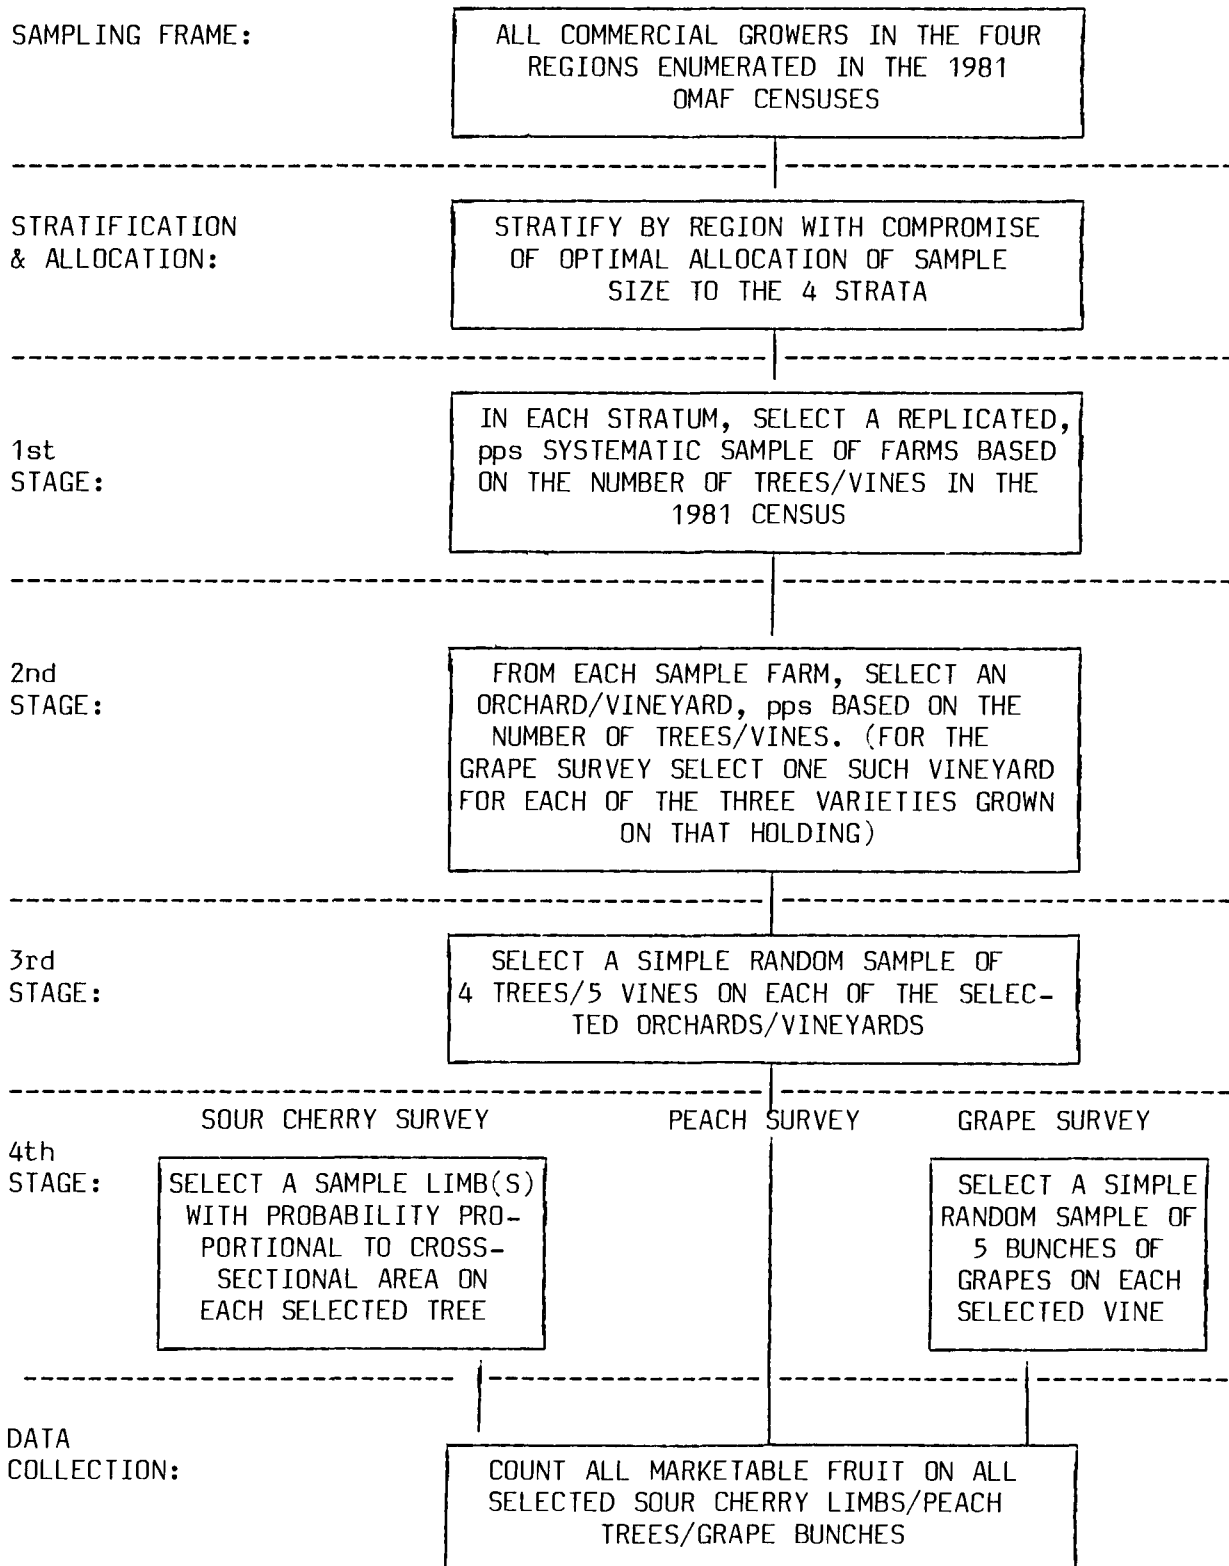 SAMPLING FRAME:
ALL COMMERCIAL GROWERS IN THE FOUR
REGIONS ENUMERATED IN THE 1981
OMAF CENSUSES
STRATIFICATION
& ALLOCATION:
STRATIFY BY REGION WITH COMPROMISE
OF OPTIMAL ALLOCATION OF SAMPLE
SIZE TO THE 4 STRATA
1st
STAGE:
IN EACH STRATUM, SELECT A REPLICATED,
pps SYSTEMATIC SAMPLE OF FARMS BASED
ON THE NUMBER OF TREES/VINES IN THE
1981 CENSUS
2nd
STAGE:
FROM EACH SAMPLE FARM, SELECT AN
ORCHARD/VINEYARD, pps BASED ON THE
NUMBER OF TREES/VINES. (FOR THE
GRAPE SURVEY SELECT ONE SUCH VINEYARD
FOR EACH OF THE THREE VARIETIES GROWN
ON THAT HOLDING)
3rd
STAGE:
SELECT A SIMPLE RANDOM SAMPLE OF
4 TREES/5 VINES ON EACH OF THE SELEC-
TED ORCHARDS/VINEYARDS
4th
STAGE:
SOUR CHERRY SURVEY
SELECT A SAMPLE LIMB(S)
WITH PROBABILITY PRO-
PORTIONAL TO CROSS-
SECTIONAL AREA ON
EACH SELECTED TREE
PEACH SURVEY
GRAPE SURVEY
SELECT A SIMPLE
RANDOM SAMPLE OF
5 BUNCHES OF
GRAPES ON EACH
SELECTED VINE
DATA
COLLECTION:
COUNT ALL MARKETABLE FRUIT ON ALL
SELECTED SOUR CHERRY LIMBS/PEACH
TREES/GRAPE BUNCHES